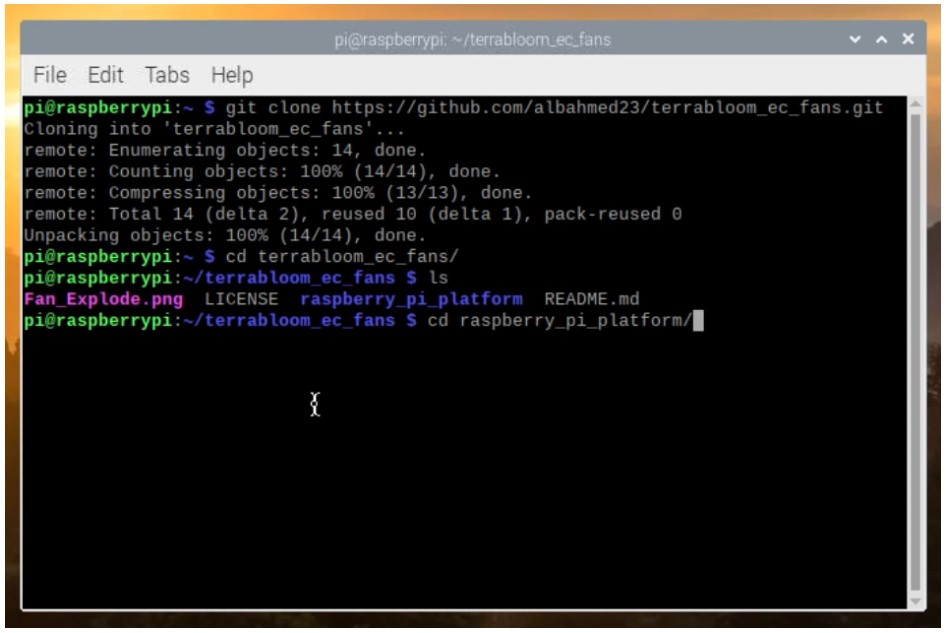 pi@raspberrypi: ~/terrabloom_ec_fans
File Edit Tabs Help
pi@raspberrypi:~ $ git clone https://github.com/albahmed23/terrabloom_ec_fans.git
Cloning into 'terrabloom_ec_fans'...
remote: Enumerating objects: 14, done.
remote: Counting objects: 100% (14/14), done.
remote: Compressing objects: 100% (13/13), done.
remote: Total 14 (delta 2), reused 10 (delta 1), pack-reused 0
Unpacking objects: 100% (14/14), done.
pi@raspberrypi:~ $ cd terrabloom_ec_fans/
pi@raspberrypi:~/terrabloom_ec_fans $ ls
Fan_Explode.png LICENSE raspberry_pi_platform README.md
pi@raspberrypi:~/terrabloom_ec_fans $ cd raspberry_pi_platform/